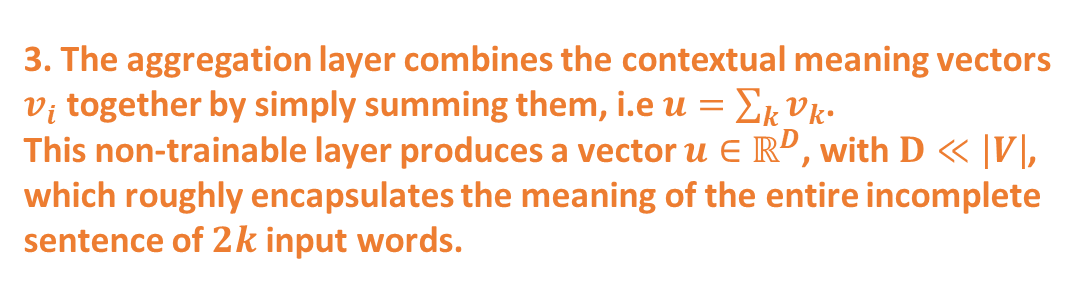 3. The aggregation layer combines the contextual meaning vectors
𝒗ᵢ together by simply summing them, i.e 𝒖 = ∑ₖ 𝒗ₖ.
This non-trainable layer produces a vector 𝒖 ∈ ℝᴰ, with D ≪ |𝑽|,
which roughly encapsulates the meaning of the entire incomplete
sentence of 𝟐𝒌 input words.